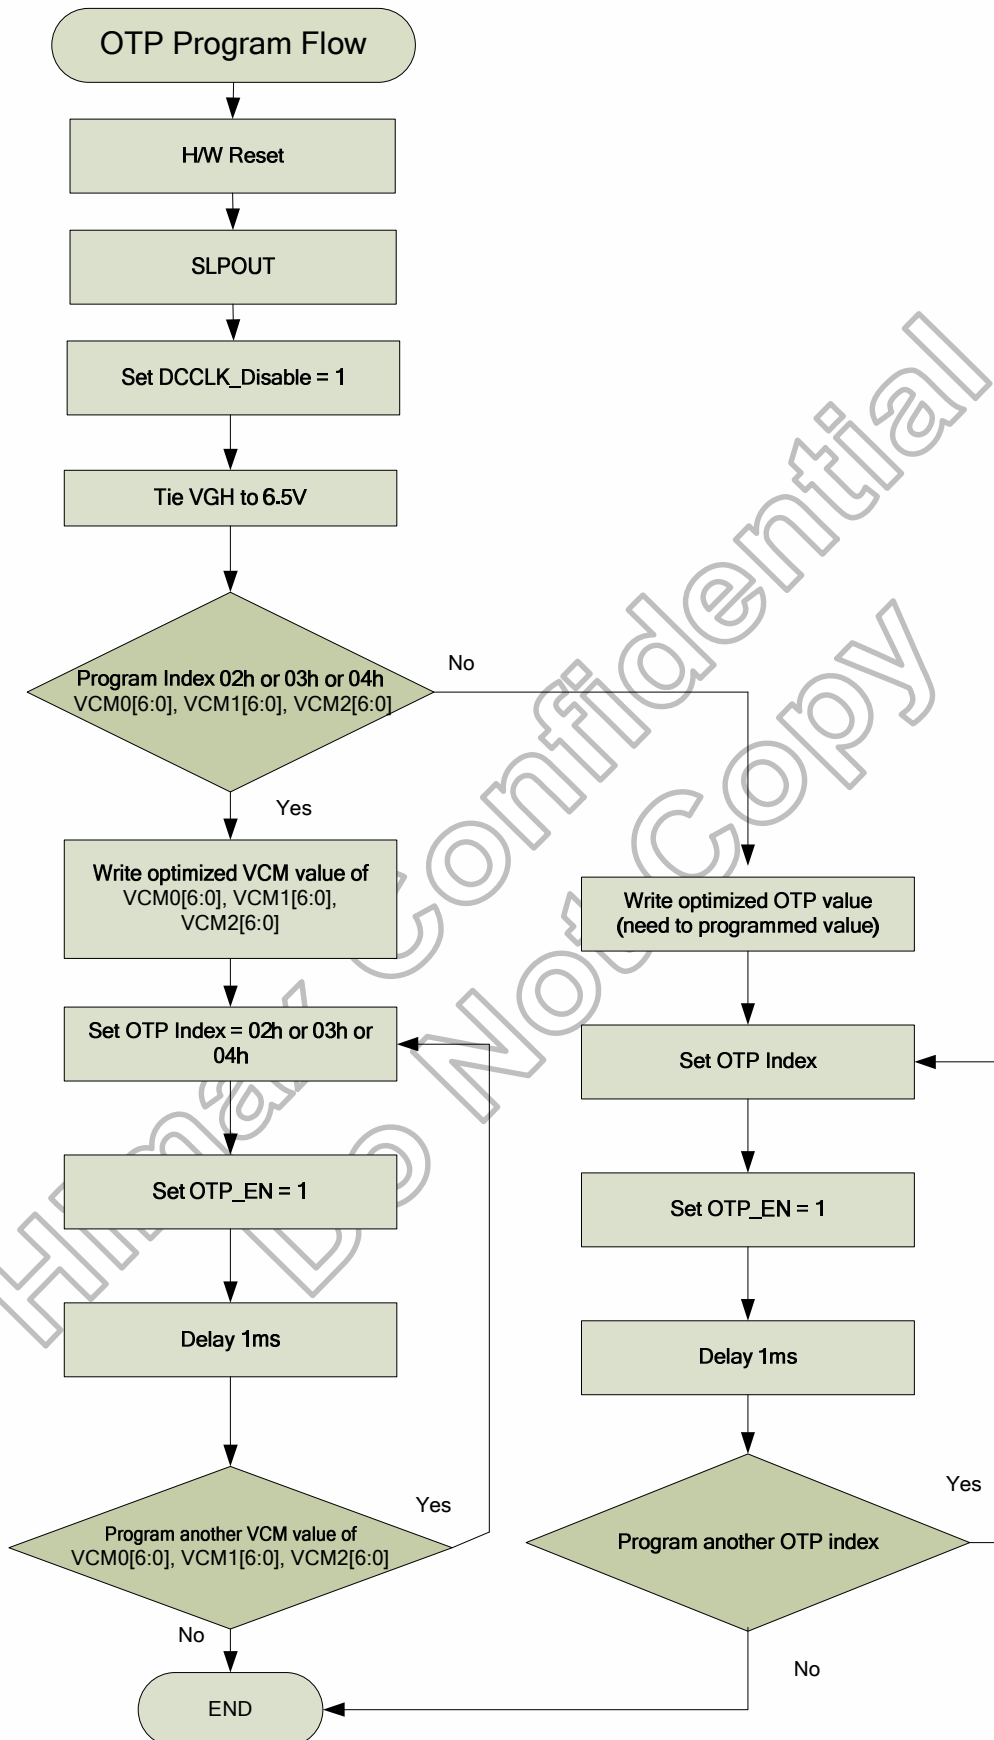 OTP Program Flow
H/W Reset
SLPOUT
Set DCCLK_Disable = 1
Tie VGH to 6.5V
Program Index 02h or 03h or 04h
VCM0[6:0], VCM1[6:0], VCM2[6:0]
No
Yes
Write optimized VCM value of
VCM0[6:0], VCM1[6:0],
VCM2[6:0]
Set OTP Index = 02h or 03h or
04h
Set OTP_EN = 1
Delay 1ms
Program another VCM value of
VCM0[6:0], VCM1[6:0], VCM2[6:0]
Yes
No
Write optimized OTP value
(need to programmed value)
Set OTP Index
Set OTP_EN = 1
Delay 1ms
Program another OTP index
Yes
No
END
Himax Confidential
Do Not Copy